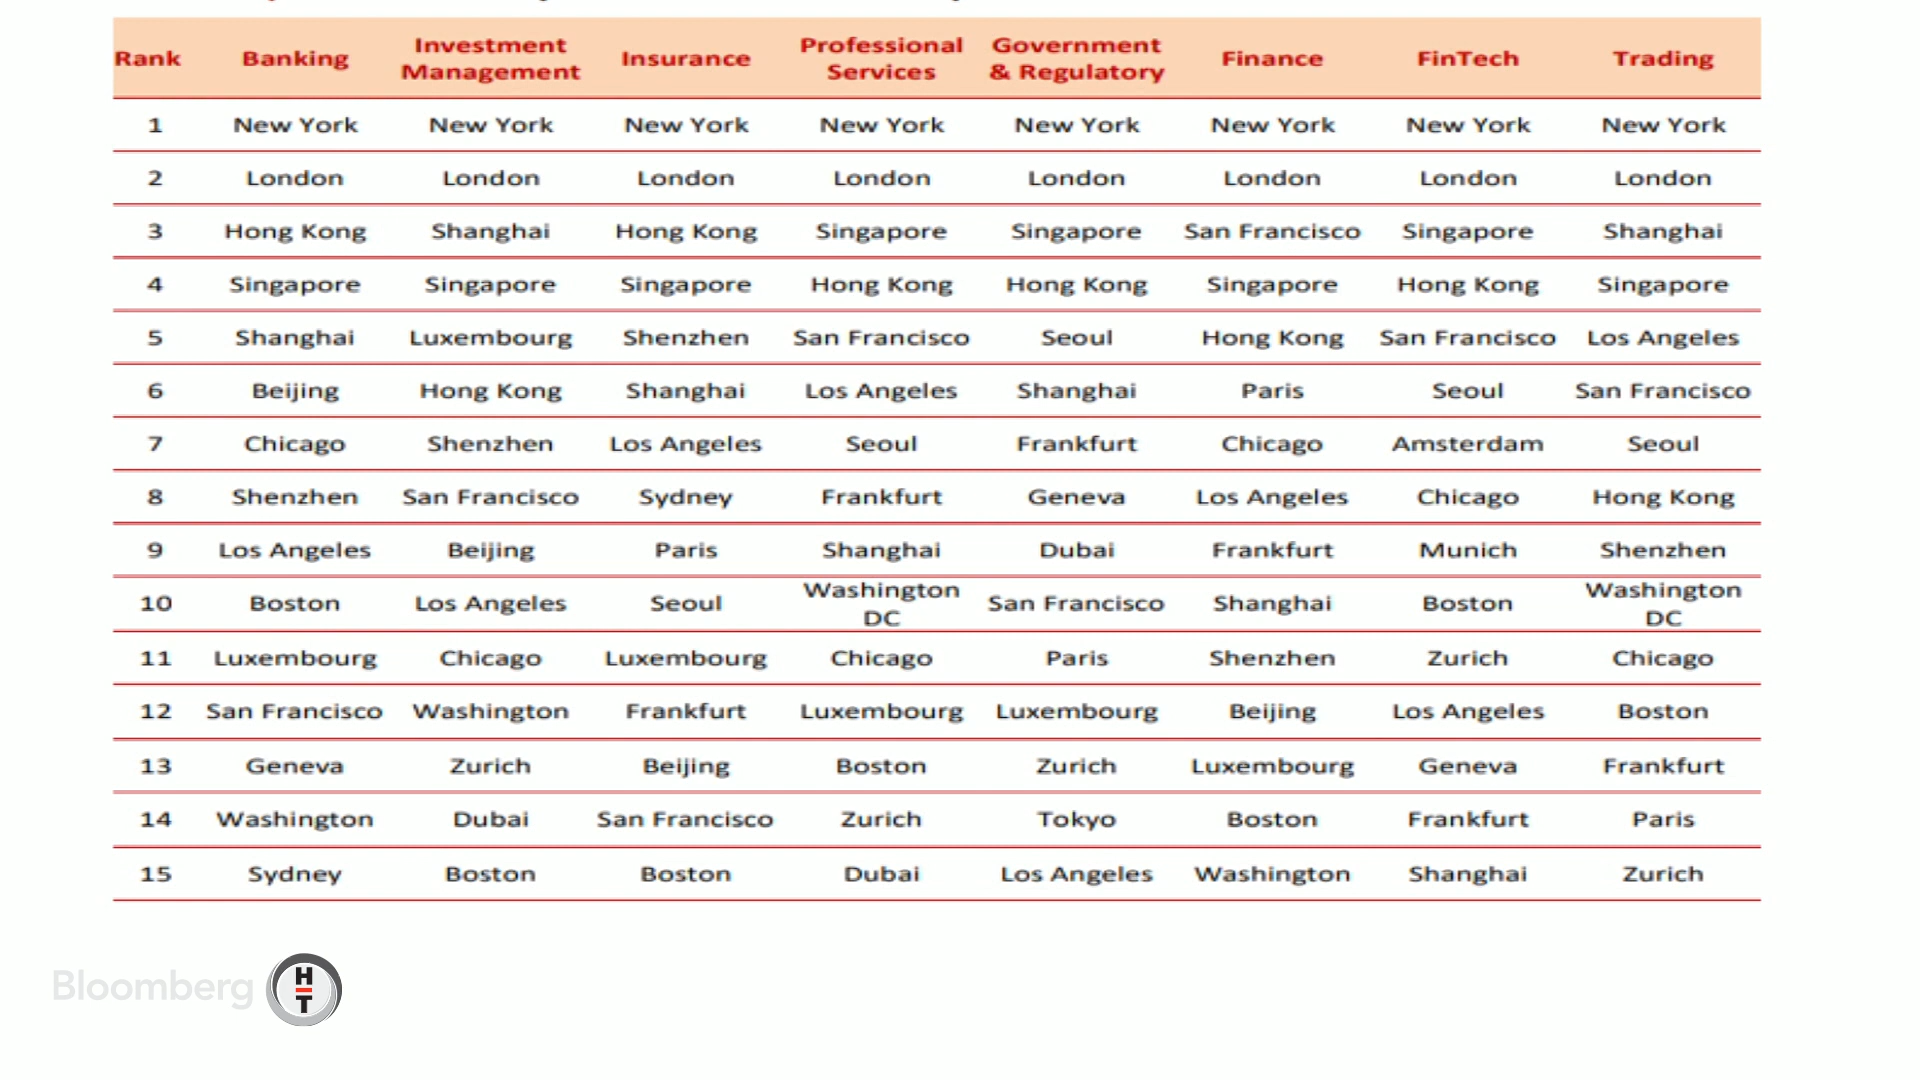 Rank Banking Investment Management Insurance Professional Services Government & Regulatory Finance FinTech Trading
1 New York New York New York New York New York New York New York New York
2 London London London London London London London London
3 Hong Kong Shanghai Hong Kong Singapore Singapore San Francisco Singapore Shanghai
4 Singapore Singapore Singapore Hong Kong Hong Kong Singapore Hong Kong Singapore
5 Shanghai Luxembourg Shenzhen San Francisco Seoul Hong Kong San Francisco Los Angeles
6 Beijing Hong Kong Shanghai Los Angeles Shanghai Paris Seoul San Francisco
7 Chicago Shenzhen Los Angeles Seoul Frankfurt Chicago Amsterdam Seoul
8 Shenzhen San Francisco Sydney Frankfurt Geneva Los Angeles Chicago Hong Kong
9 Los Angeles Beijing Paris Shanghai Dubai Frankfurt Munich Shenzhen
10 Boston Los Angeles Seoul Washington DC San Francisco Shanghai Boston Washington DC
11 Luxembourg Chicago Luxembourg Chicago Paris Shenzhen Zurich Chicago
12 San Francisco Washington Frankfurt Luxembourg Luxembourg Beijing Los Angeles Boston
13 Geneva Zurich Beijing Boston Zurich Luxembourg Geneva Frankfurt
14 Washington Dubai San Francisco Zurich Tokyo Boston Frankfurt Paris
15 Sydney Boston Boston Dubai Los Angeles Washington Shanghai Zurich
Bloomberg HT